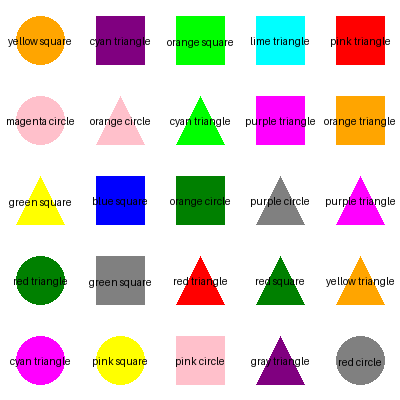 yellow square cyan triangle orange square lime triangle pink triangle
magenta circle orange circle cyan triangle purple triangle orange triangle
green square blue square orange circle purple circle purple triangle
red triangle green square red triangle red square yellow triangle
cyan triangle pink square pink circle gray triangle red circle